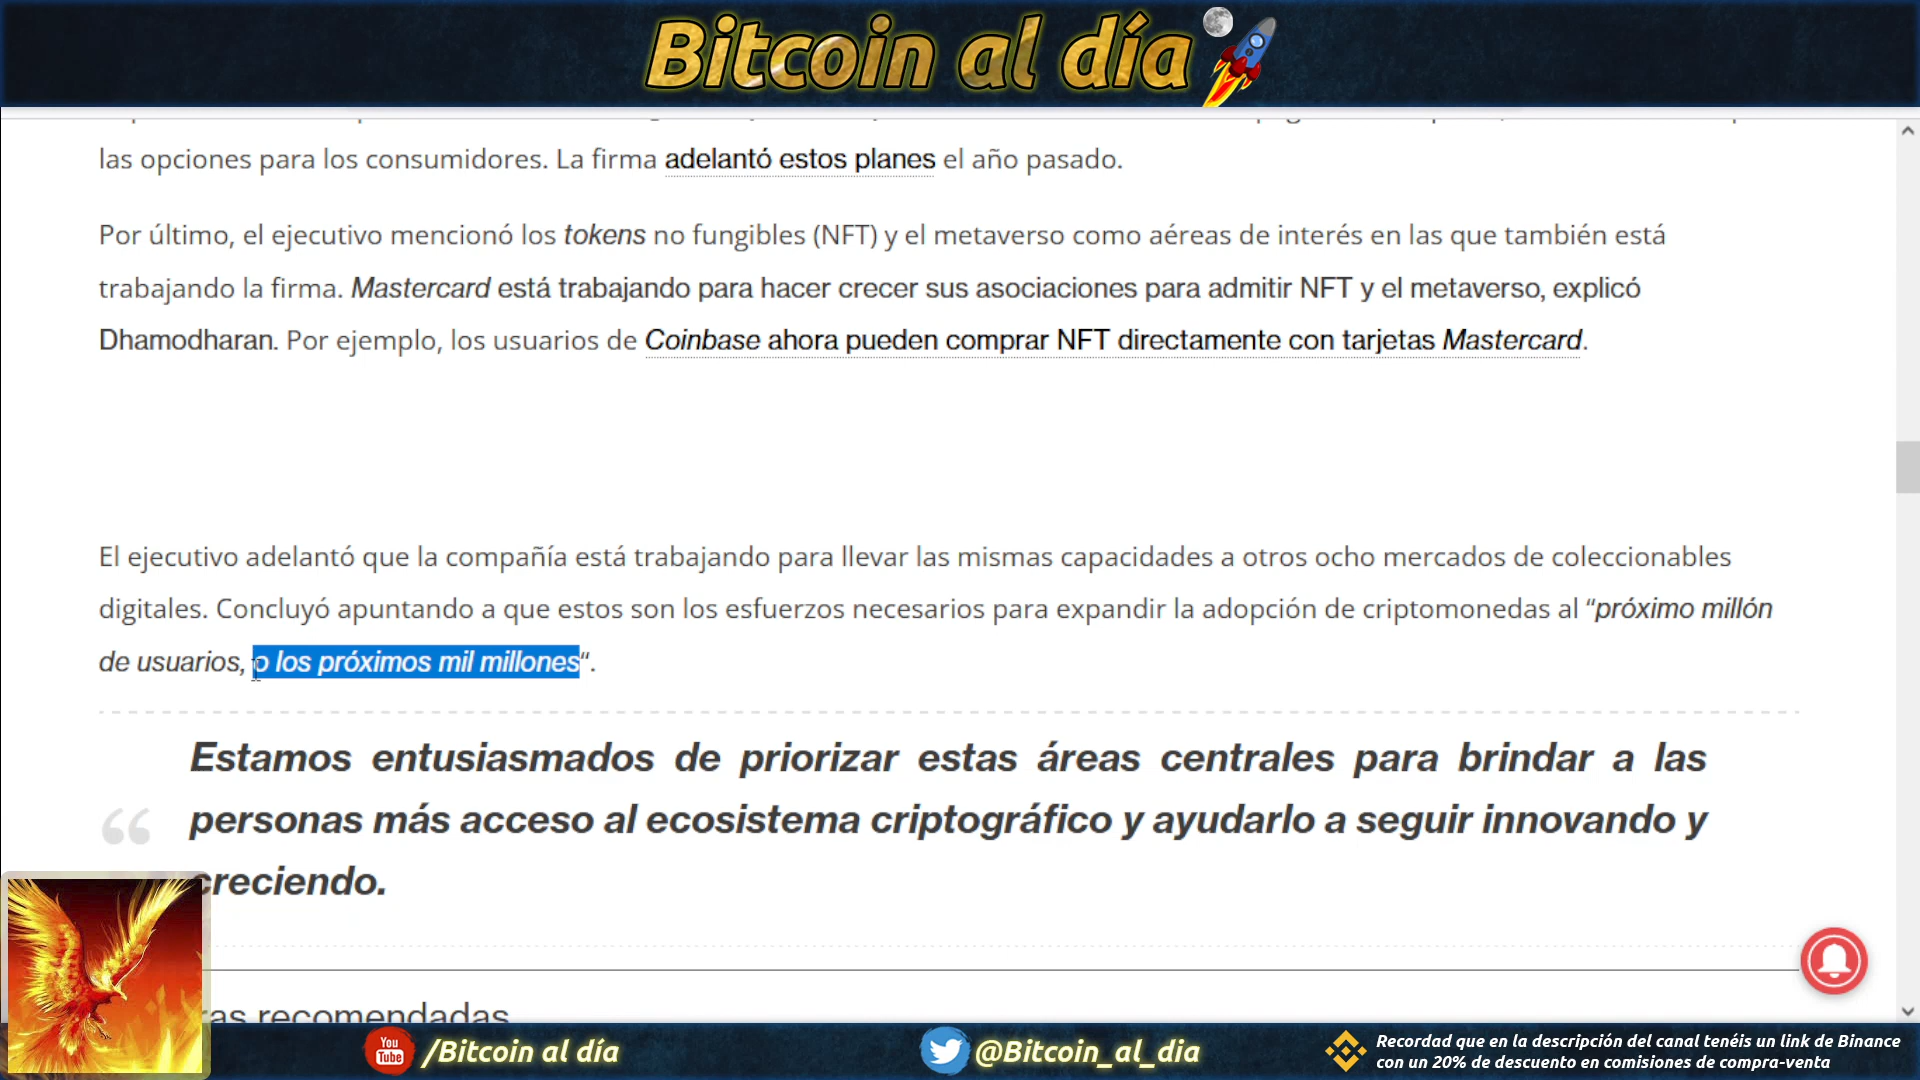 Bitcoin al día
las opciones para los consumidores. La firma adelantó estos planes el año pasado.
Por último, el ejecutivo mencionó los tokens no fungibles (NFT) y el metaverso como aéreas de interés en las que también está
trabajando la firma. Mastercard está trabajando para hacer crecer sus asociaciones para admitir NFT y el metaverso, explicó
Dhamodharan. Por ejemplo, los usuarios de Coinbase ahora pueden comprar NFT directamente con tarjetas Mastercard.
El ejecutivo adelantó que la compañía está trabajando para llevar las mismas capacidades a otros ocho mercados de coleccionables
digitales. Concluyó apuntando a que estos son los esfuerzos necesarios para expandir la adopción de criptomonedas al “próximo millón
de usuarios, o los próximos mil millones“.
“
Estamos entusiasmados de priorizar estas áreas centrales para brindar a las
personas más acceso al ecosistema criptográfico y ayudarlo a seguir innovando y
creciendo.
recomendadas
You Tube /Bitcoin al día
@Bitcoin_al_dia
Recordad que en la descripción del canal tenéis un link de Binance
con un 20% de descuento en comisiones de compra-venta